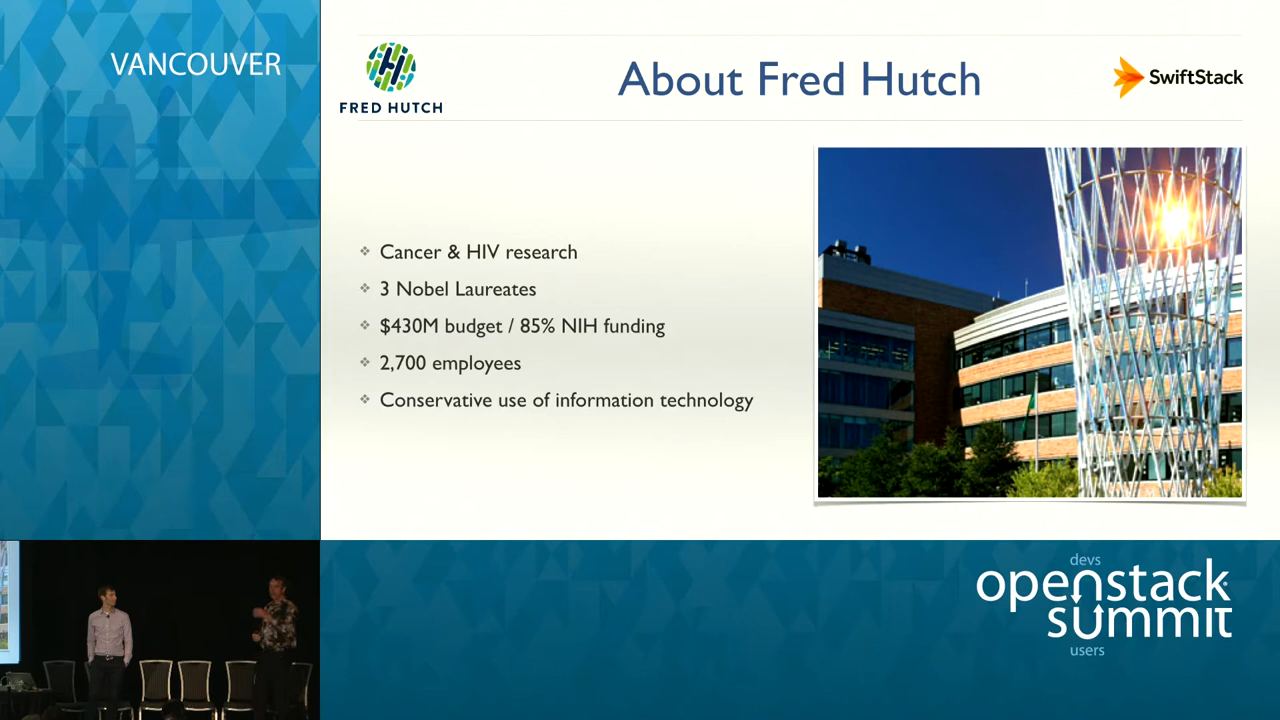 VANCOUVER
FRED HUTCH
About Fred Hutch
SwiftStack
Cancer & HIV research
3 Nobel Laureates
$430M budget / 85% NIH funding
2,700 employees
Conservative use of information technology
devs
openstack
summit
users